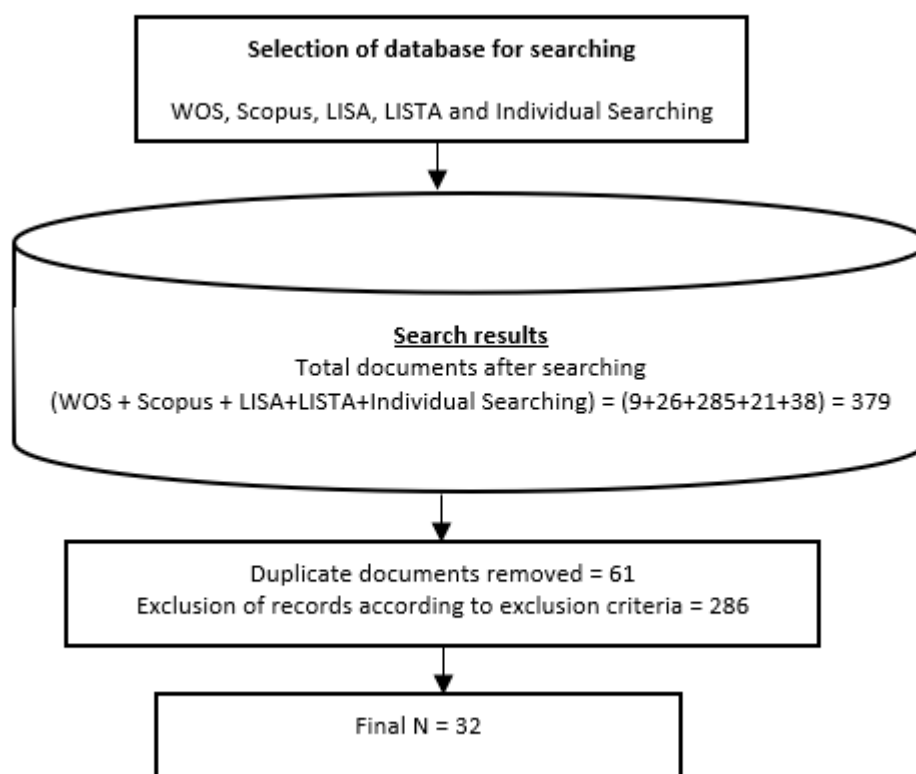 Selection of database for searching
WOS, Scopus, LISA, LISTA and Individual Searching
Search results
Total documents after searching
(WOS + Scopus + LISA+LISTA+Individual Searching) = (9+26+285+21+38) = 379
Duplicate documents removed = 61
Exclusion of records according to exclusion criteria = 286
Final N = 32